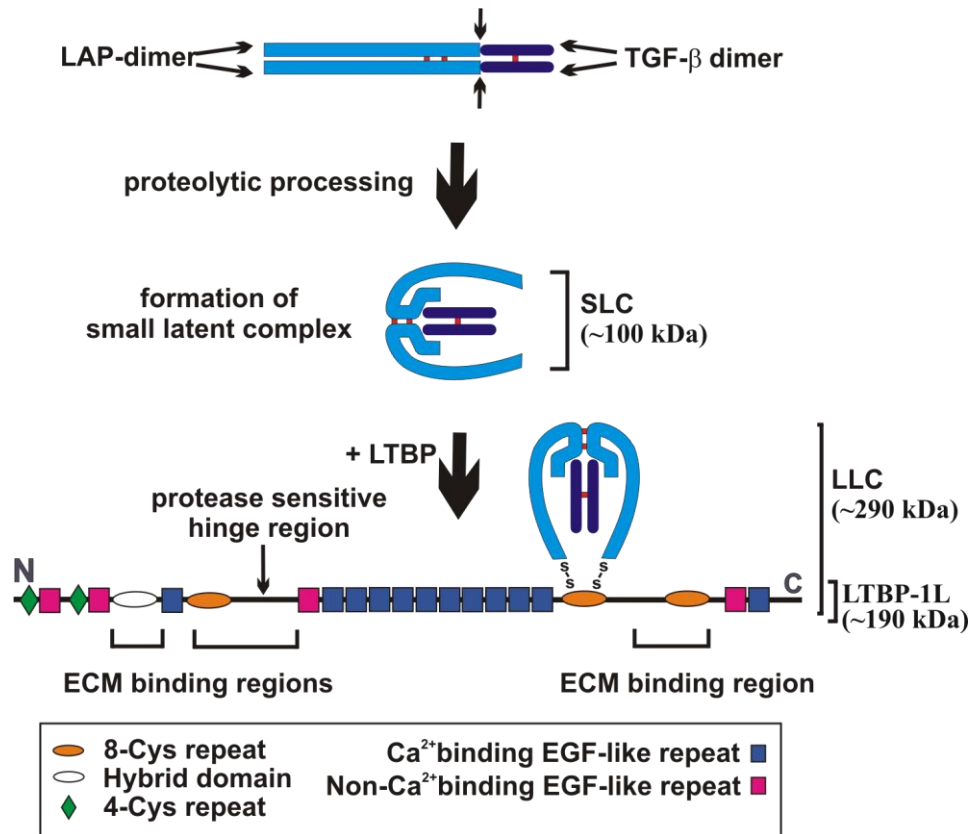 LAP-dimer
TGF-β dimer
proteolytic processing
formation of
small latent complex
SLC
(~100 kDa)
+ LTBP
protease sensitive
hinge region
LLC
(~290 kDa)
s
s
s
s
N
C
LTBP-1L
(~190 kDa)
ECM binding regions
ECM binding region
8-Cys repeat
Hybrid domain
4-Cys repeat
Ca²⁺binding EGF-like repeat
Non-Ca²⁺binding EGF-like repeat